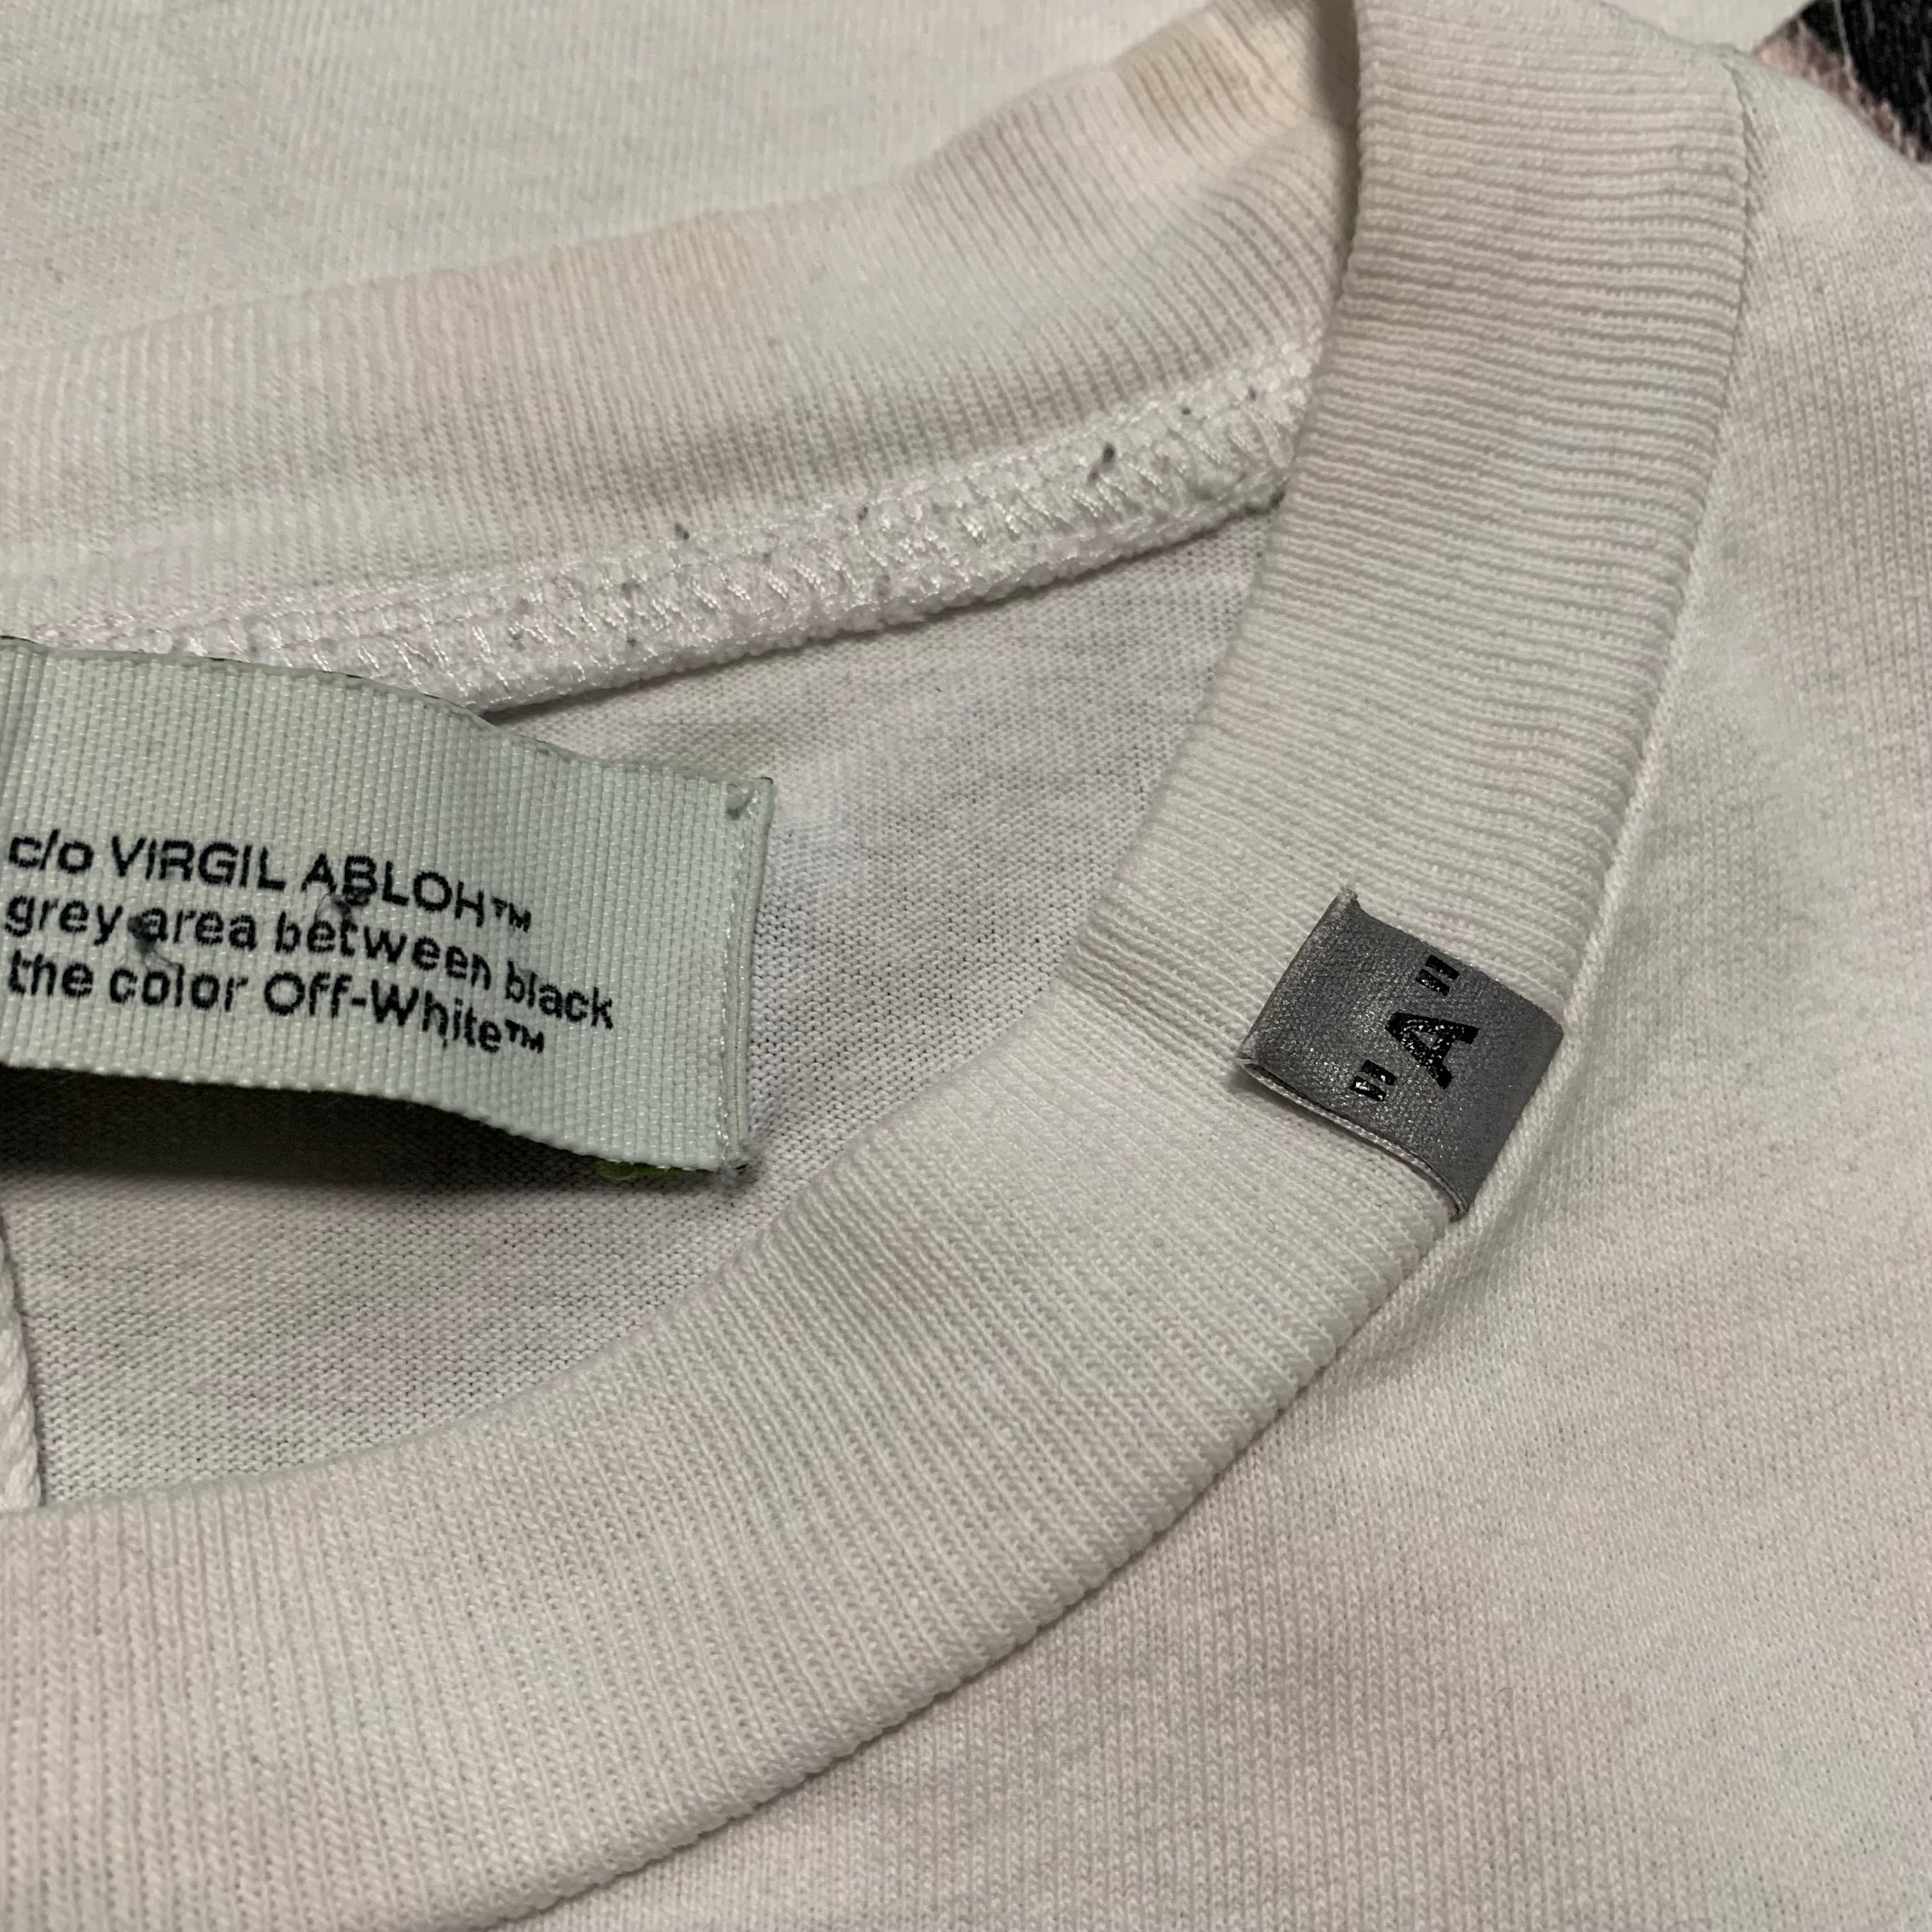 c/o VIRGIL ABLOH™
grey area between black
the color Off-White™
"A"